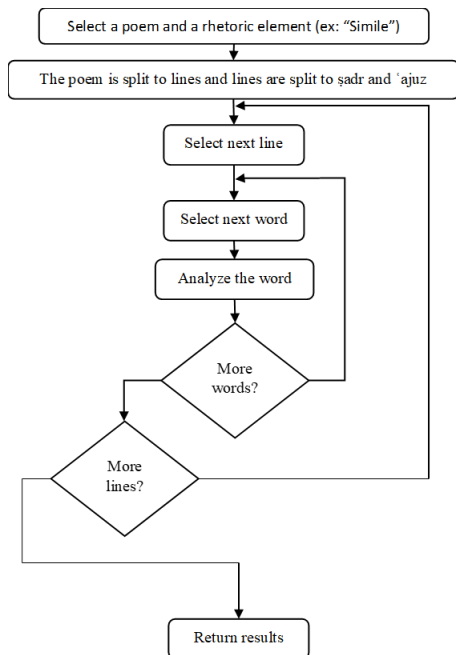 Select a poem and a rhetoric element (ex: “Simile”)
The poem is split to lines and lines are split to ṣadr and ʿajuz
Select next line
Select next word
Analyze the word
More
words?
More
lines?
Return results